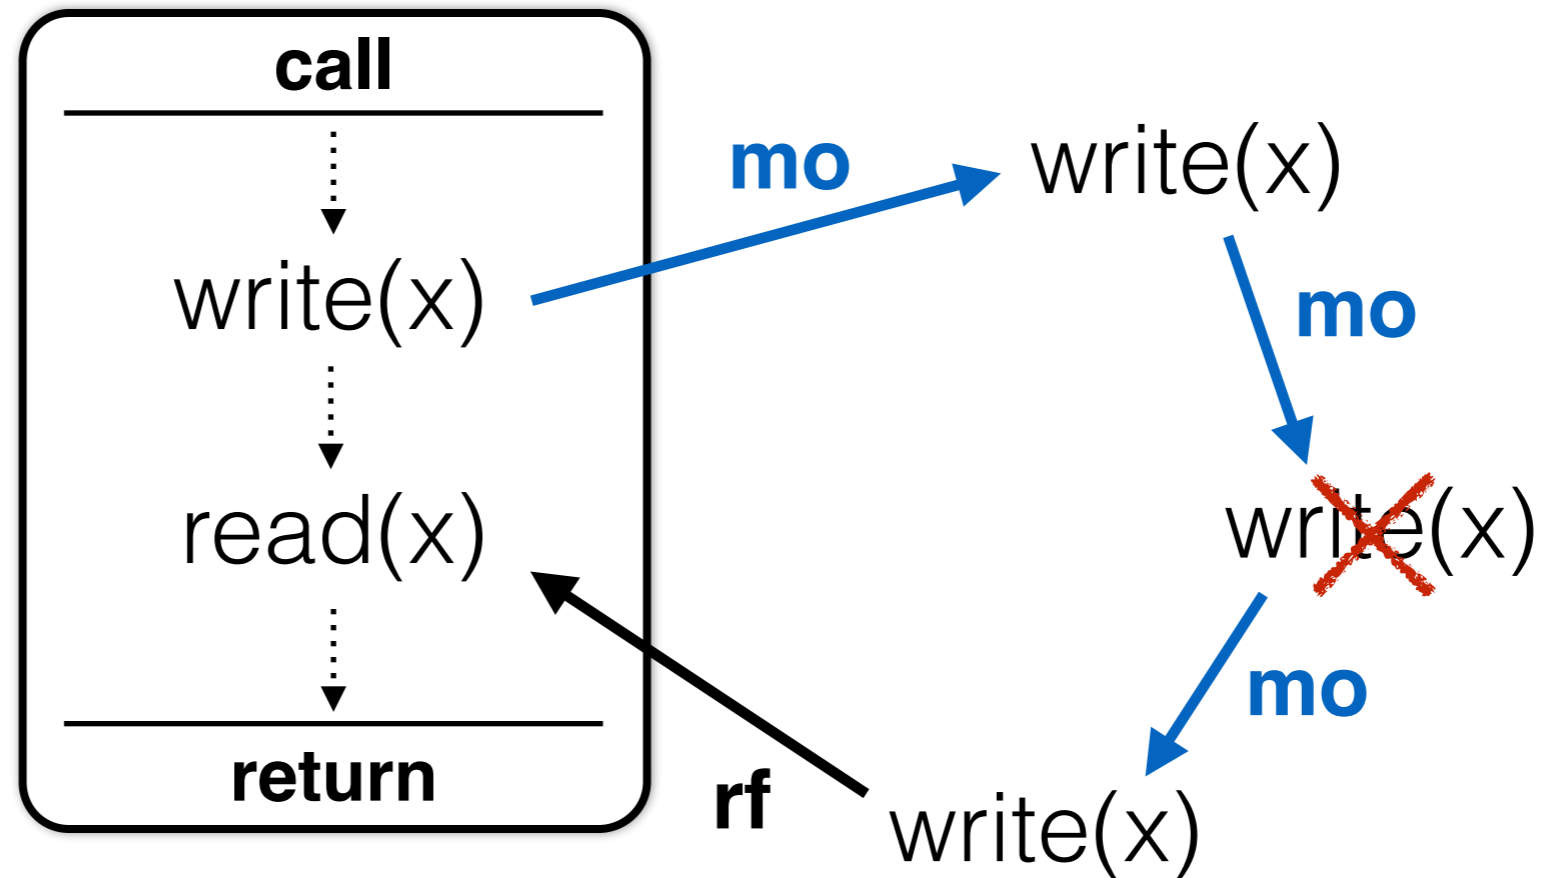 call
write(x)
read(x)
return
mo
write(x)
mo
write(x)
mo
write(x)
rf